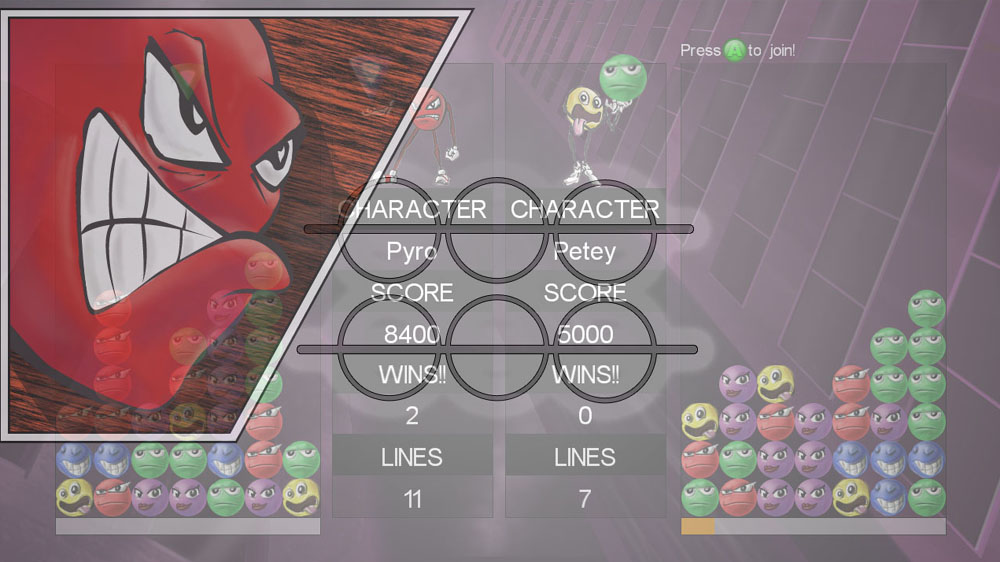 Press A to join!
CHARACTER CHARACTER
Pyro Petey
SCORE SCORE
8400 5000
WINS!! WINS!!
2 0
LINES LINES
11 7